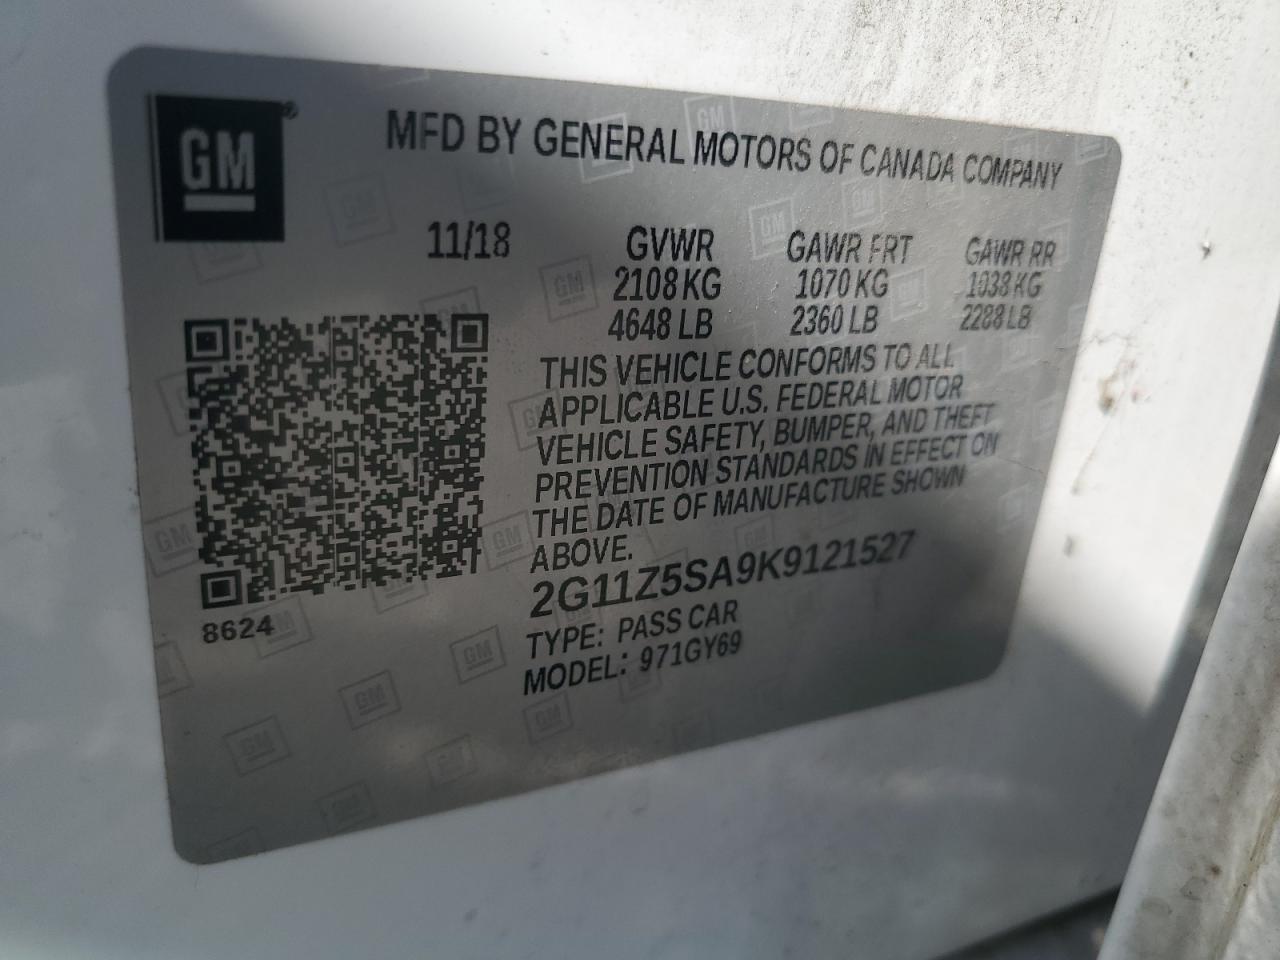 GM
MFD BY GENERAL MOTORS OF CANADA COMPANY
11/18 GVWR GAWR FRT GAWR RR
2108 KG 1070 KG 1038 KG
4648 LB 2360 LB 2288 LB
THIS VEHICLE CONFORMS TO ALL
APPLICABLE U.S. FEDERAL MOTOR
VEHICLE SAFETY, BUMPER, AND THEFT
PREVENTION STANDARDS IN EFFECT ON
THE DATE OF MANUFACTURE SHOWN
ABOVE.
2G11Z5SA9K9121527
TYPE: PASS CAR
MODEL: 971GY69
8624